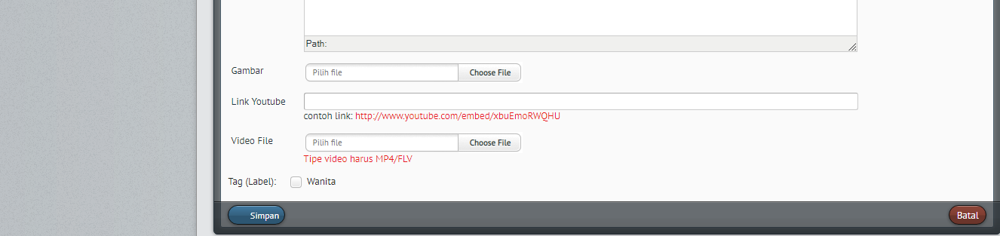 Path:
Gambar Pilih file Choose File
Link Youtube
contoh link: http://www.youtube.com/embed/xbuEmoRWQHU
Video File Pilih file Choose File
Tipe video harus MP4/FLV
Tag (Label): Wanita
Simpan Batal